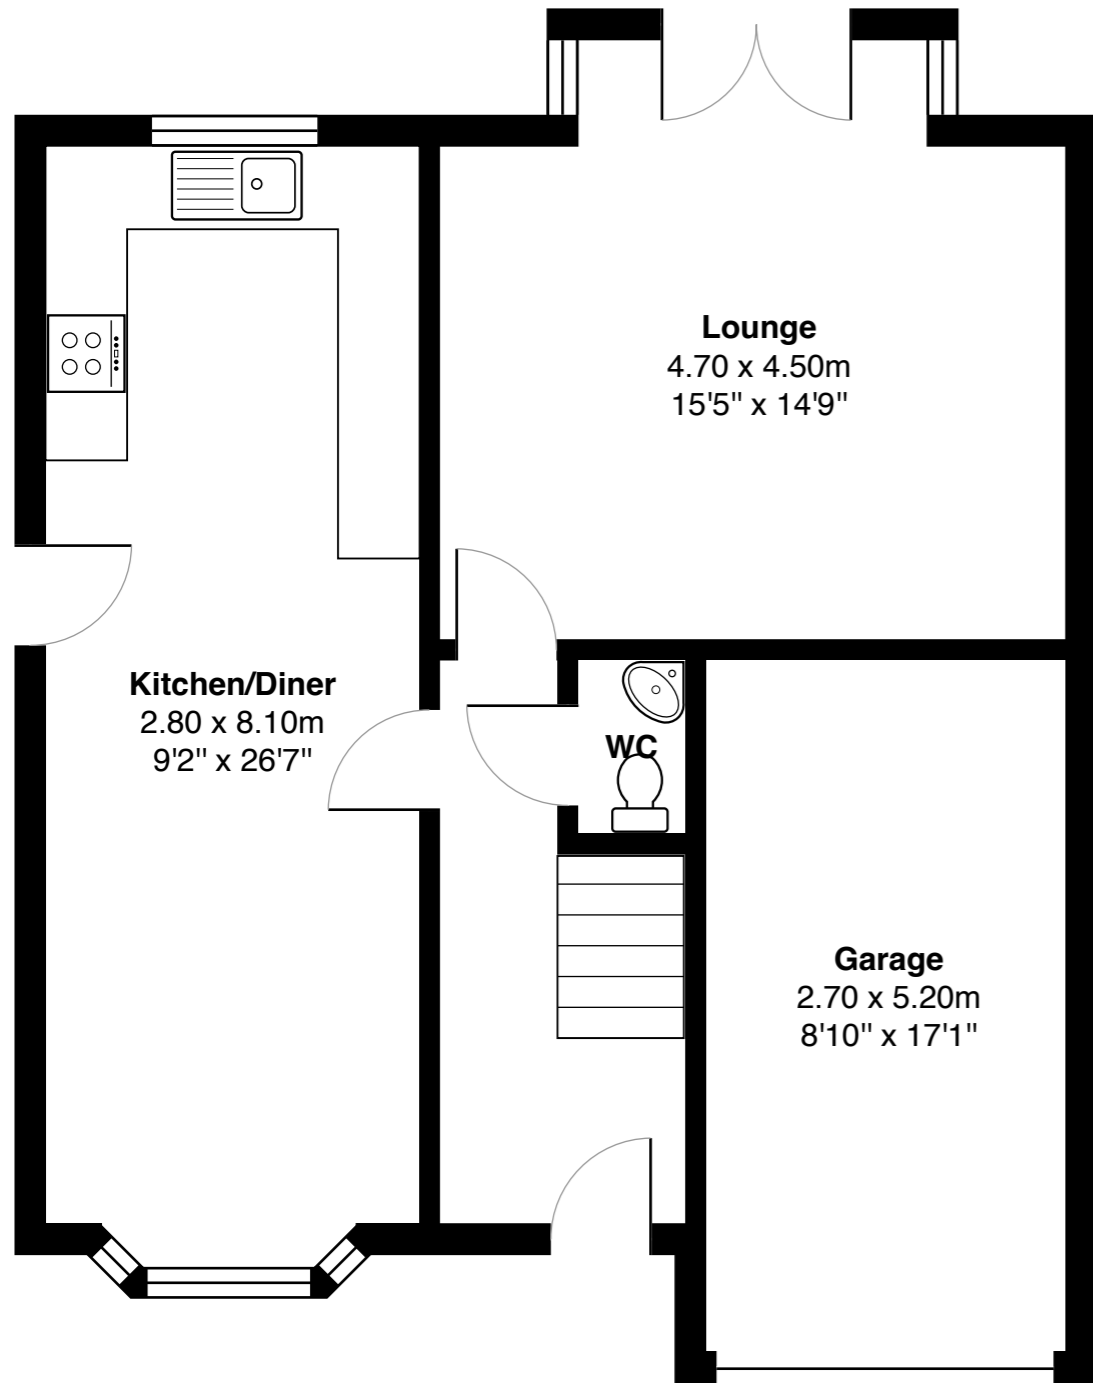 Lounge
4.70 x 4.50m
15'5" x 14'9"
Kitchen/Diner
2.80 x 8.10m
9'2" x 26'7"
WC
Garage
2.70 x 5.20m
8'10" x 17'1"